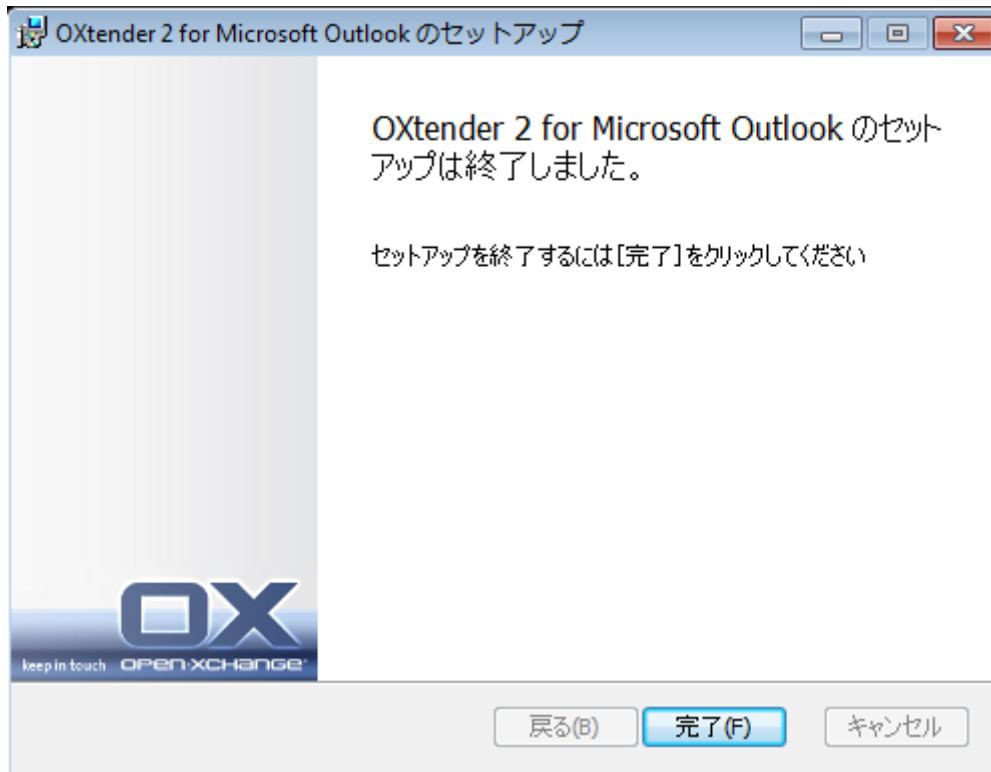 OXtender 2 for Microsoft Outlook のセットアップ
OXtender 2 for Microsoft Outlook のセット
アップは終了しました。
セットアップを終了するには[完了]をクリックしてください
OX
keep in touch OPEN-XCHANGE
戻る(B) 完了(F) キャンセル